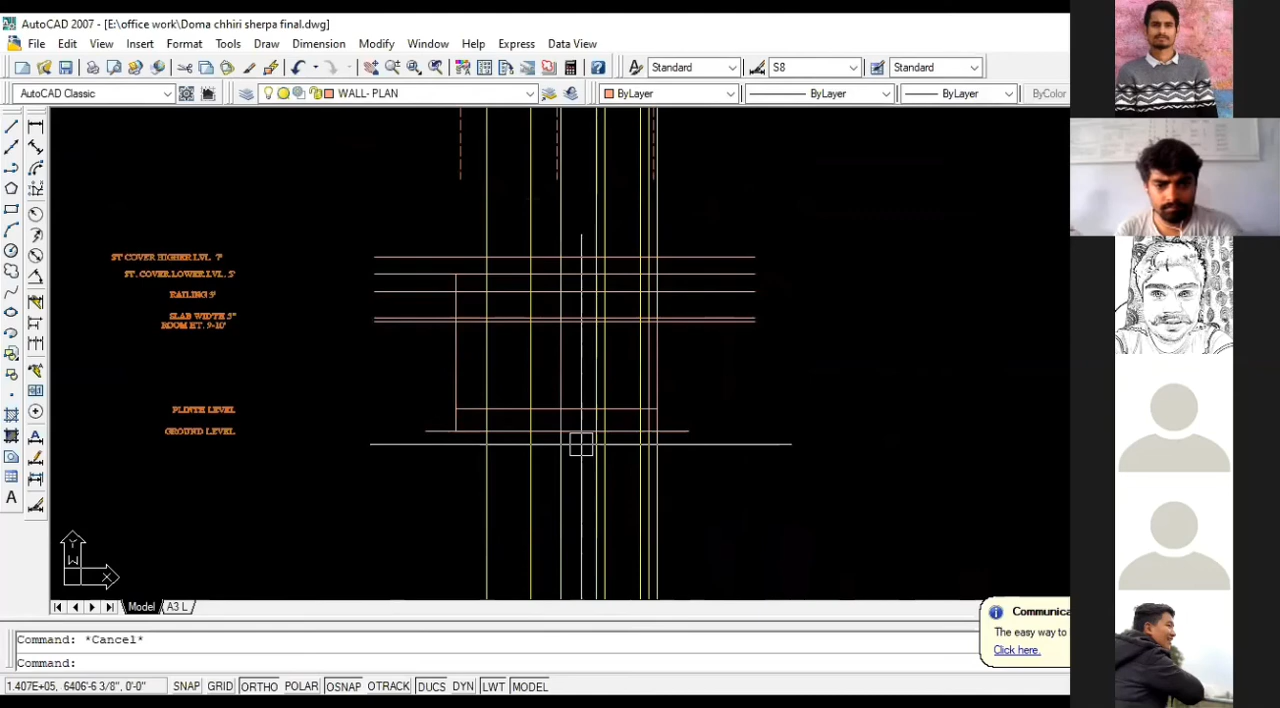 AutoCAD 2007 - [E:\office work\Doma chhiri sherpa final.dwg]
File Edit View Insert Format Tools Draw Dimension Modify Window Help Express Data View
Standard S8 Standard
AutoCAD Classic WALL- PLAN ByLayer ByLayer ByLayer ByColor
ST COVER HIGHER LVL 7'
ST. COVER LOWER LVL. 5'
RAILING 3'
SLAB WIDTH 5"
ROOM HT. 9'-10"
PLINTH LEVEL
GROUND LEVEL
Y
W
X
Model A3 L
Communica
The easy way to
Click here.
Command: *Cancel*
Command:
1.407E+05, 6406'-6 3/8", 0'-0" SNAP GRID ORTHO POLAR OSNAP OTRACK DUCS DYN LWT MODEL